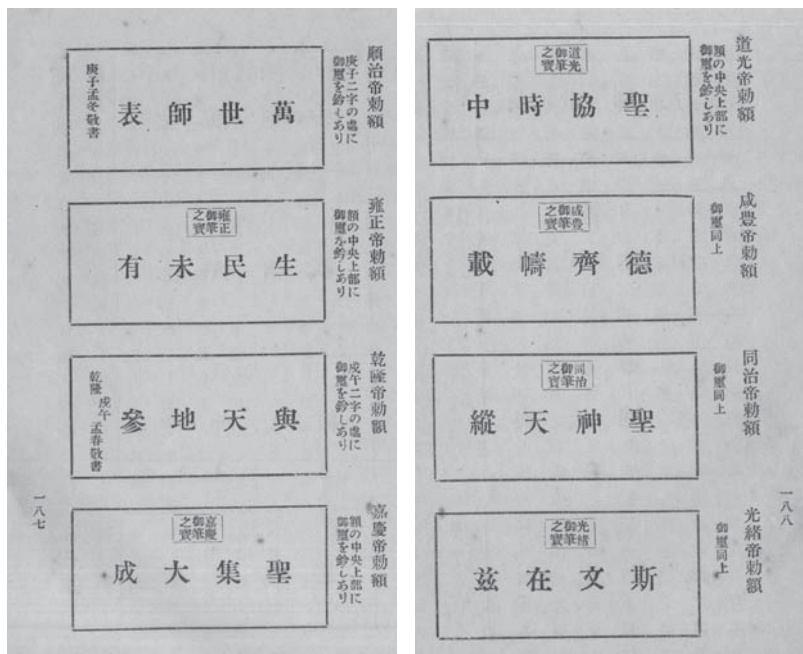 順治帝勅額
庚子二字の處に
御璽を鈐しあり
萬世師表
庚子孟冬敬書
雍正帝勅額
額の中央上部に
御璽を鈐しあり
雍正
御筆
之寶
生民未有
乾隆帝勅額
戊午二字の處に
御璽を鈐しあり
與天地參
乾隆戊午孟春敬書
嘉慶帝勅額
額の中央上部に
御璽を鈐しあり
嘉慶
御筆
之寶
聖集大成
一八七
道光帝勅額
額の中央上部に
御璽を鈐しあり
道光
御筆
之寶
聖協時中
咸豊帝勅額
御璽同上
咸豊
御筆
之寶
德齊幬載
同治帝勅額
御璽同上
同治
御筆
之寶
聖神天縱
光緒帝勅額
御璽同上
光緒
御筆
之寶
斯文在茲
一八八